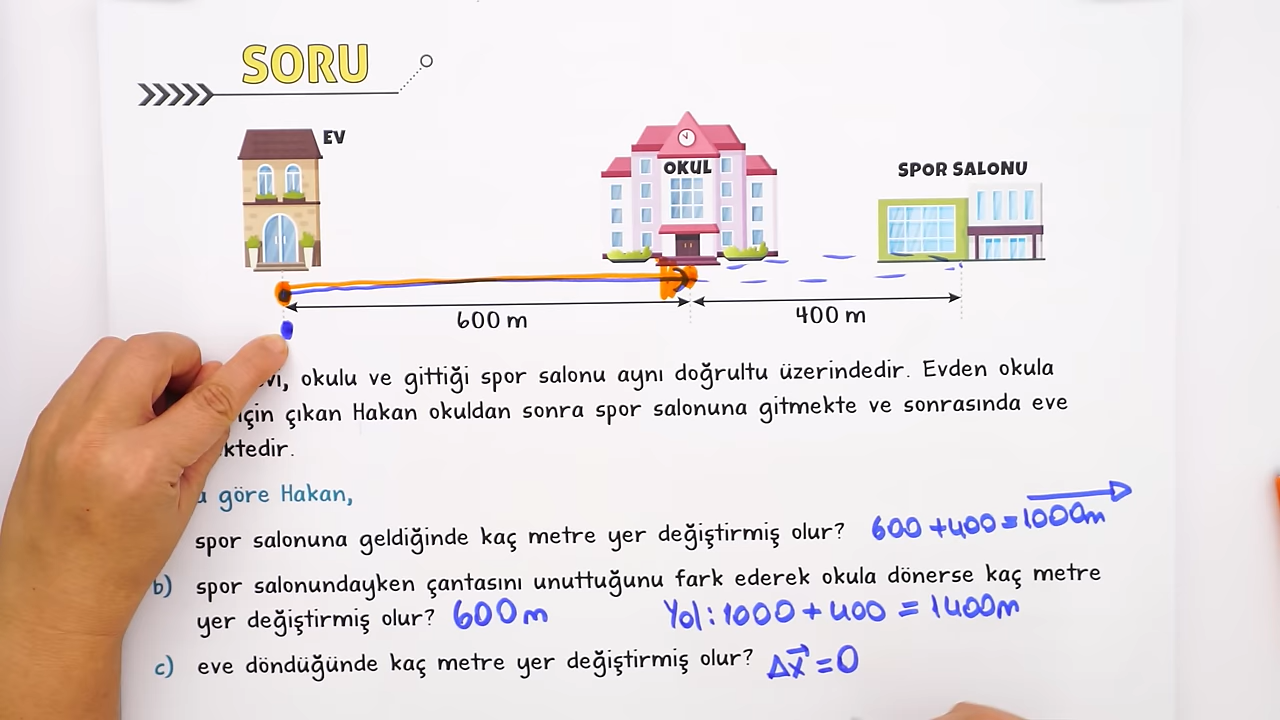 SORU
EV
OKUL
SPOR SALONU
600 m
400 m
okulu ve gittiği spor salonu aynı doğrultu üzerindedir. Evden okula
için çıkan Hakan okuldan sonra spor salonuna gitmekte ve sonrasında eve
göre Hakan,
spor salonuna geldiğinde kaç metre yer değiştirmiş olur? 600 + 400 = 1000m
b) spor salonundayken çantasını unuttuğunu fark ederek okula dönerse kaç metre
yer değiştirmiş olur? 600m Yol: 1000 + 400 = 1400m
c) eve döndüğünde kaç metre yer değiştirmiş olur? Δx⃗ = 0